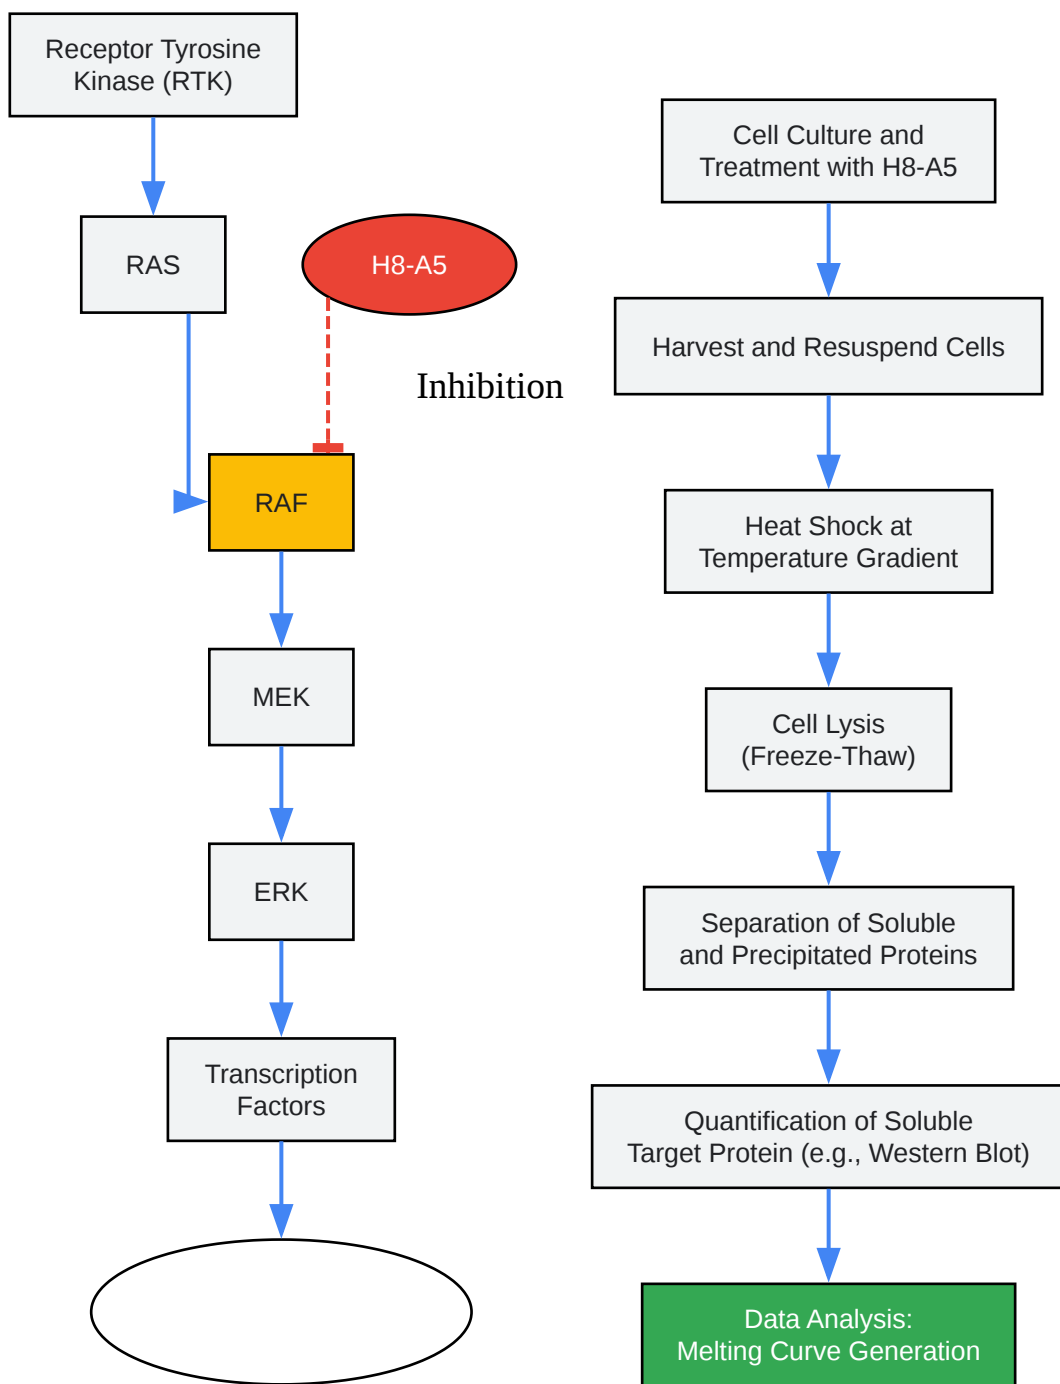 Receptor Tyrosine
Kinase (RTK)
RAS
H8-A5
Inhibition
RAF
MEK
ERK
Transcription
Factors
Cell Culture and
Treatment with H8-A5
Harvest and Resuspend Cells
Heat Shock at
Temperature Gradient
Cell Lysis
(Freeze-Thaw)
Separation of Soluble
and Precipitated Proteins
Quantification of Soluble
Target Protein (e.g., Western Blot)
Data Analysis:
Melting Curve Generation